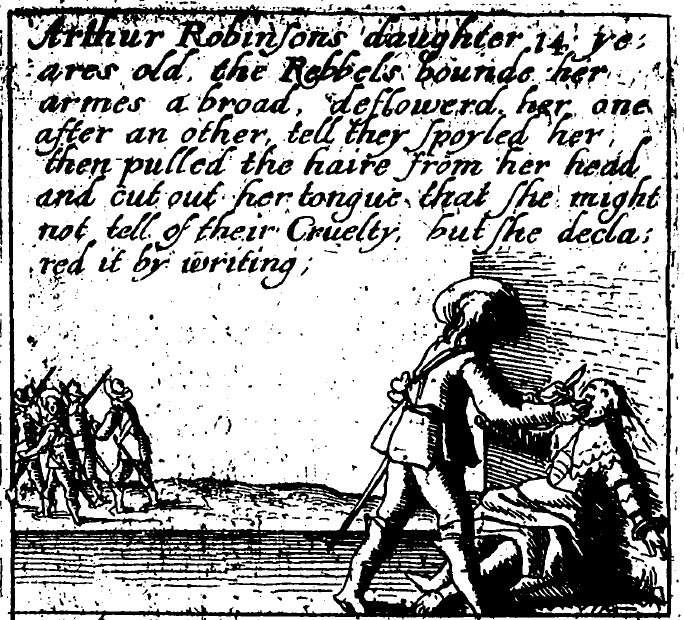 Arthur Robinſons daughter 14, ye:
ares old, the Rebbels bounde her
armes a broad, deflowerd her one
after an other, tell they ſpoyled her,
then pulled the haire from her head
and cut out her tongue that ſhe might
not tell of their Cruelty, but ſhe decla:
red it by writing;